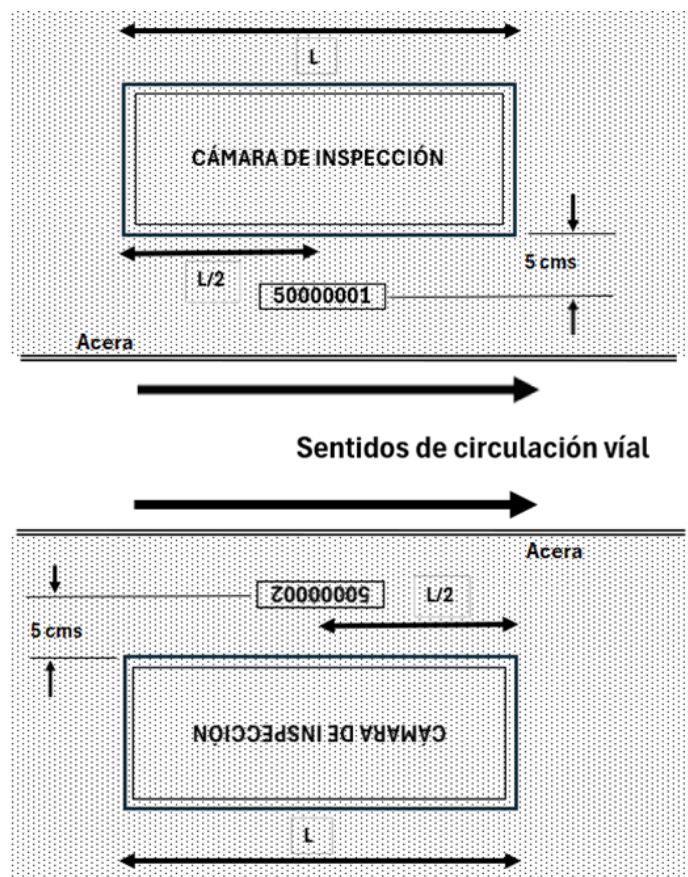 L
CÁMARA DE INSPECCIÓN
5 cms
L/2
50000001
Acera
Sentidos de circulación víal
Acera
50000002
L/2
5 cms
CÁMARA DE INSPECCIÓN
L